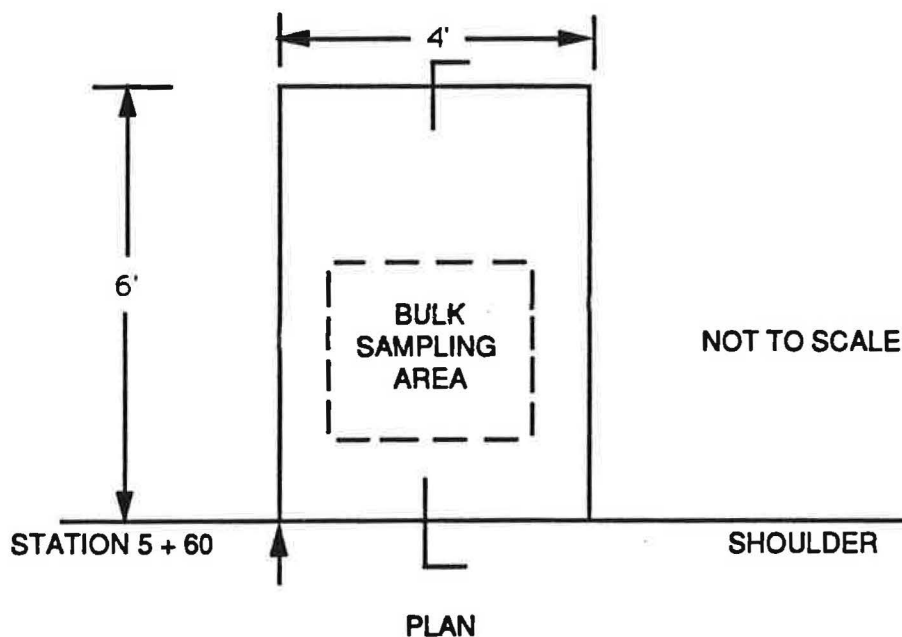 4'
6'
BULK
SAMPLING
AREA
NOT TO SCALE
STATION 5 + 60
SHOULDER
PLAN